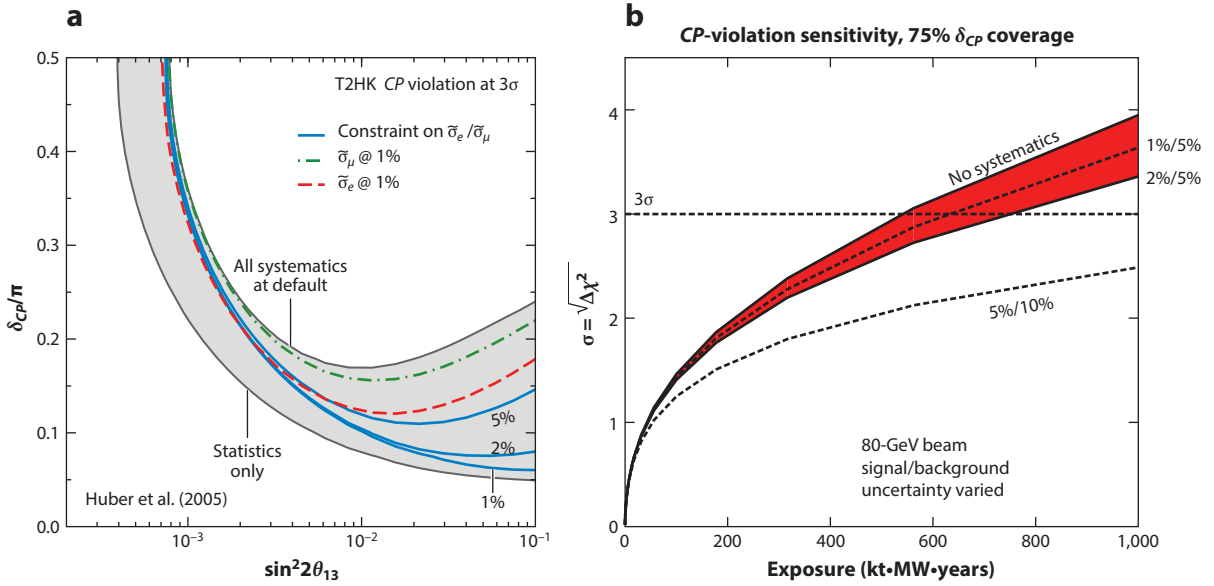 a
T2HK CP violation at 3σ
Constraint on σ̃e/σ̃μ
σ̃μ @ 1%
σ̃e @ 1%
All systematics
at default
Statistics
only
5%
2%
1%
Huber et al. (2005)
0.5
0.4
0.3
0.2
0.1
0.0
δCP/π
10⁻³
10⁻²
10⁻¹
sin²2θ₁₃
b
CP-violation sensitivity, 75% δCP coverage
No systematics
1%/5%
2%/5%
3σ
5%/10%
80-GeV beam
signal/background
uncertainty varied
4
3
2
1
0
σ = √Δχ²
0
200
400
600
800
1,000
Exposure (kt•MW•years)